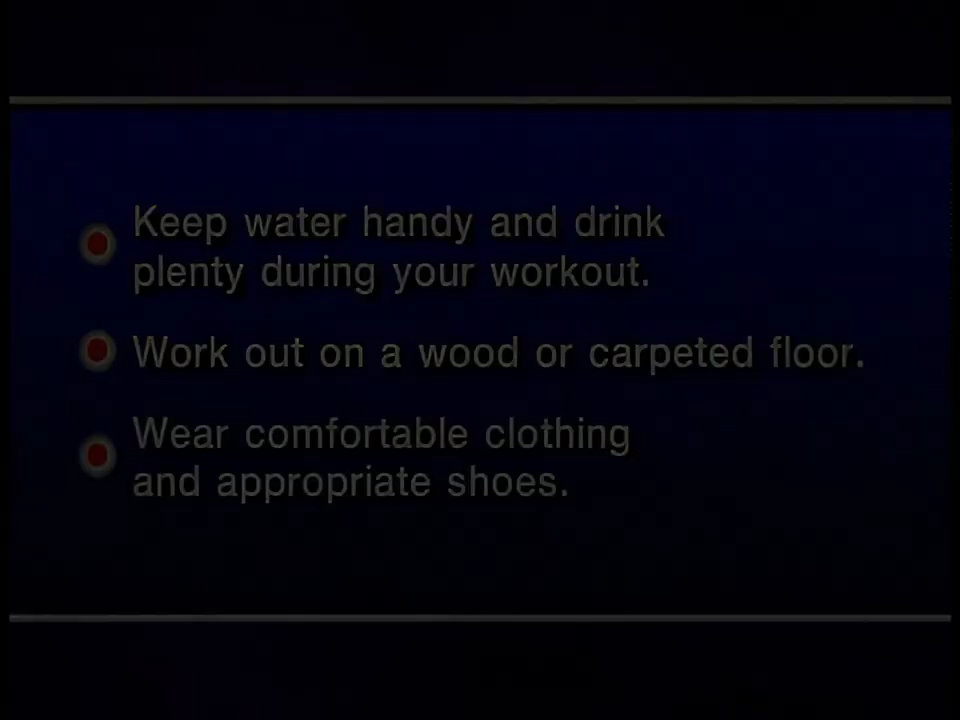 Keep water handy and drink
plenty during your workout.
Work out on a wood or carpeted floor.
Wear comfortable clothing
and appropriate shoes.